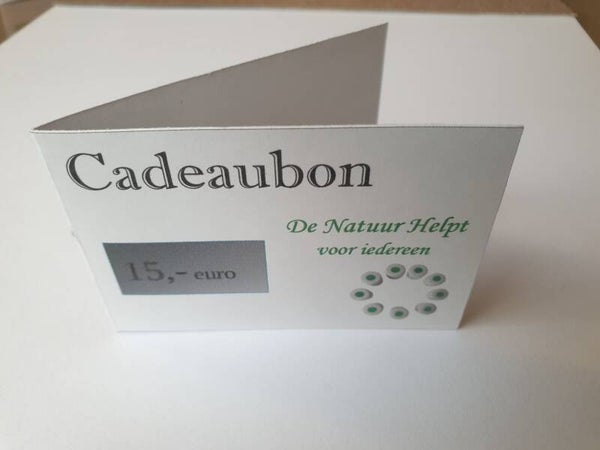 Cadeaubon
De Natuur Helpt
voor iedereen
15,- euro